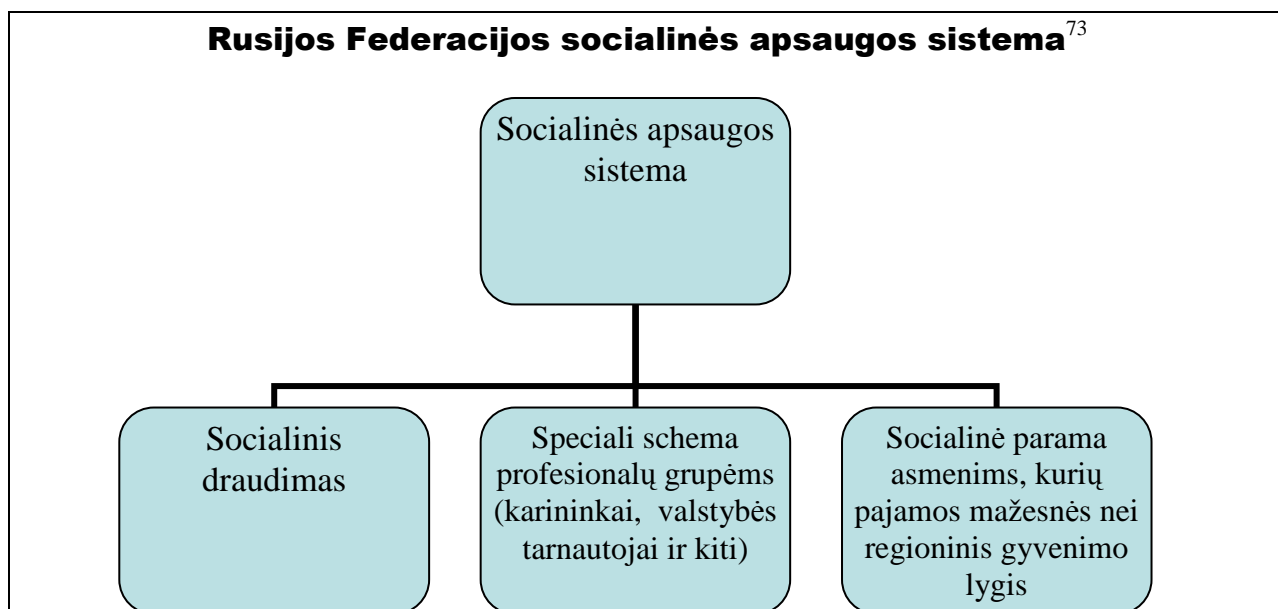 Rusijos Federacijos socialinės apsaugos sistema73
Socialinės apsaugos
sistema
Socialinis
draudimas
Speciali schema
profesionalų grupėms
(karininkai, valstybės
tarnautojai ir kiti)
Socialinė parama
asmenims, kurių
pajamos mažesnės nei
regioninis gyvenimo
lygis